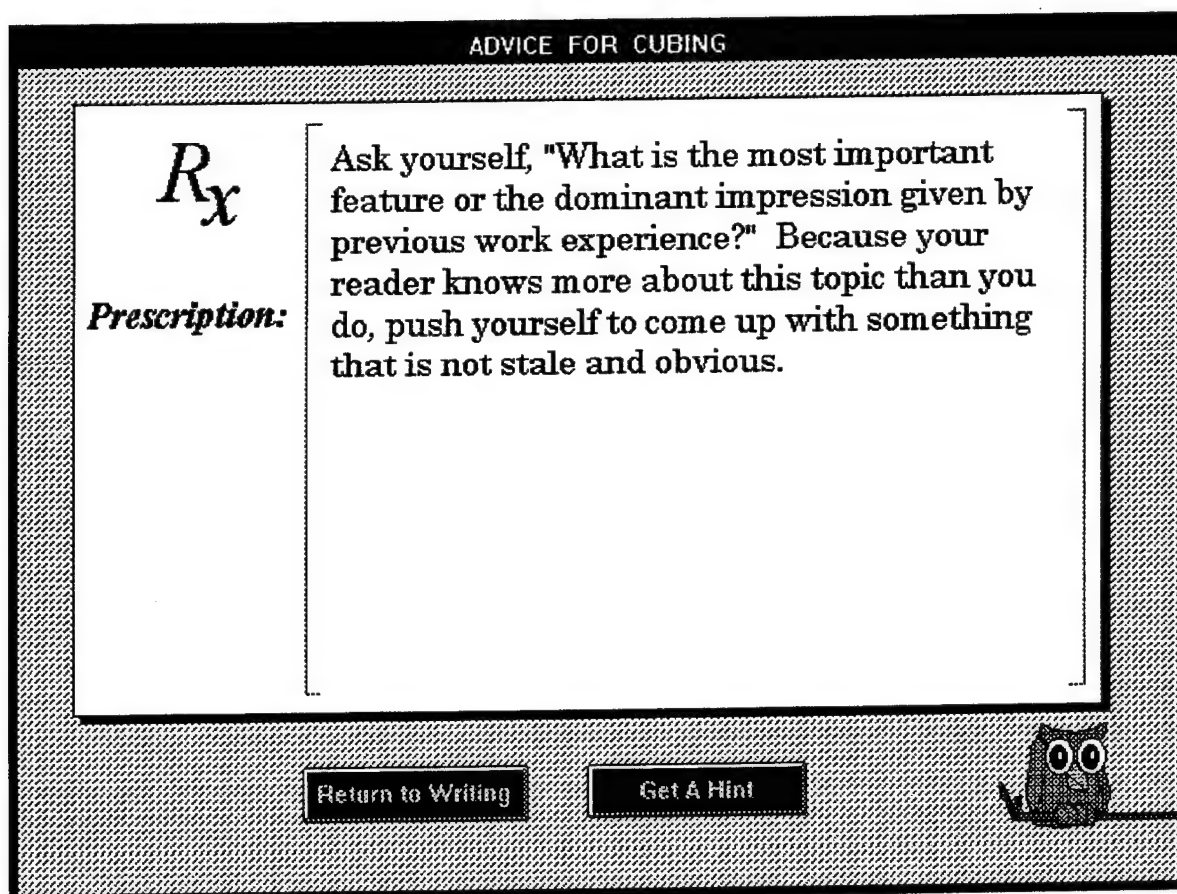 ADVICE FOR CUBING
Rx
Prescription:
Ask yourself, "What is the most important
feature or the dominant impression given by
previous work experience?" Because your
reader knows more about this topic than you
do, push yourself to come up with something
that is not stale and obvious.
Return to Writing
Get A Hint